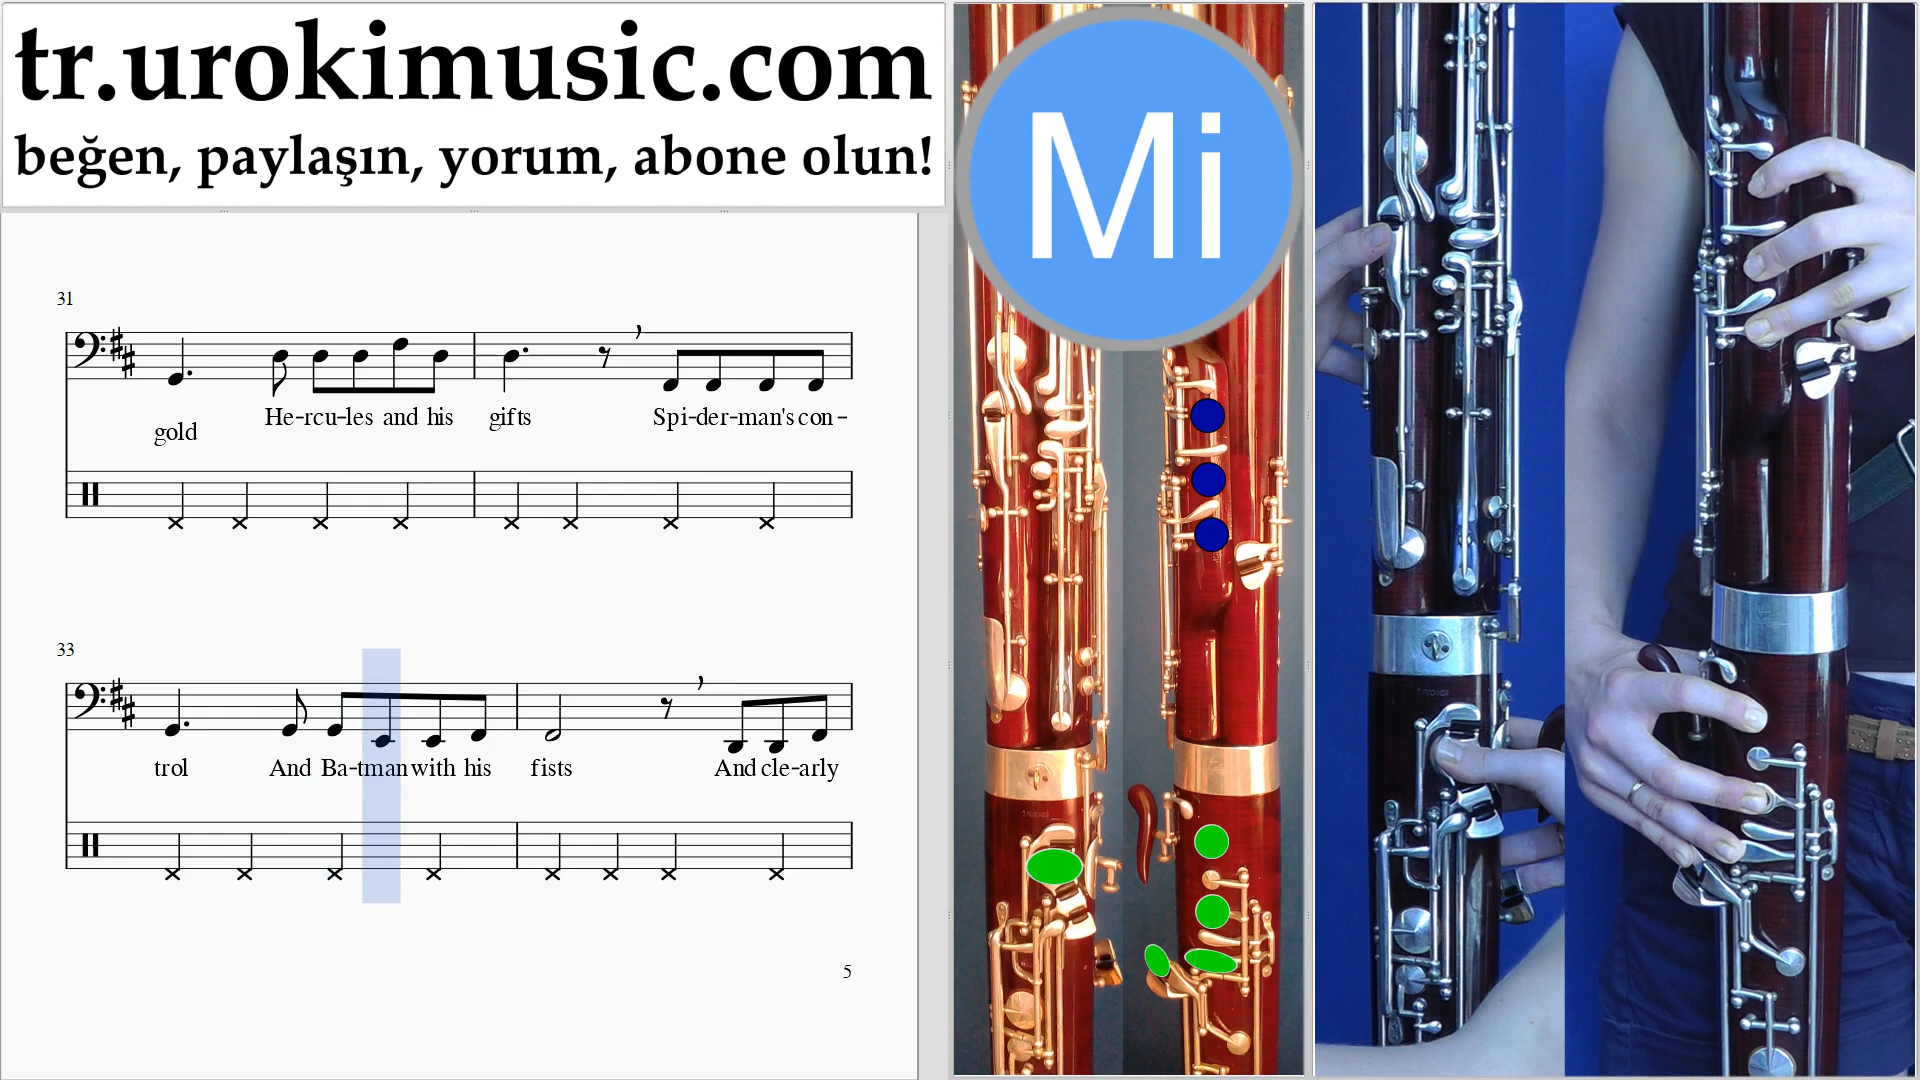 tr.urokimusic.com
beğen, paylaşın, yorum, abone olun!
Mi
31
gold He-rcu-les and his gifts Spi-der-man's con-
33
trol And Ba-tman with his fists And cle-arly
5